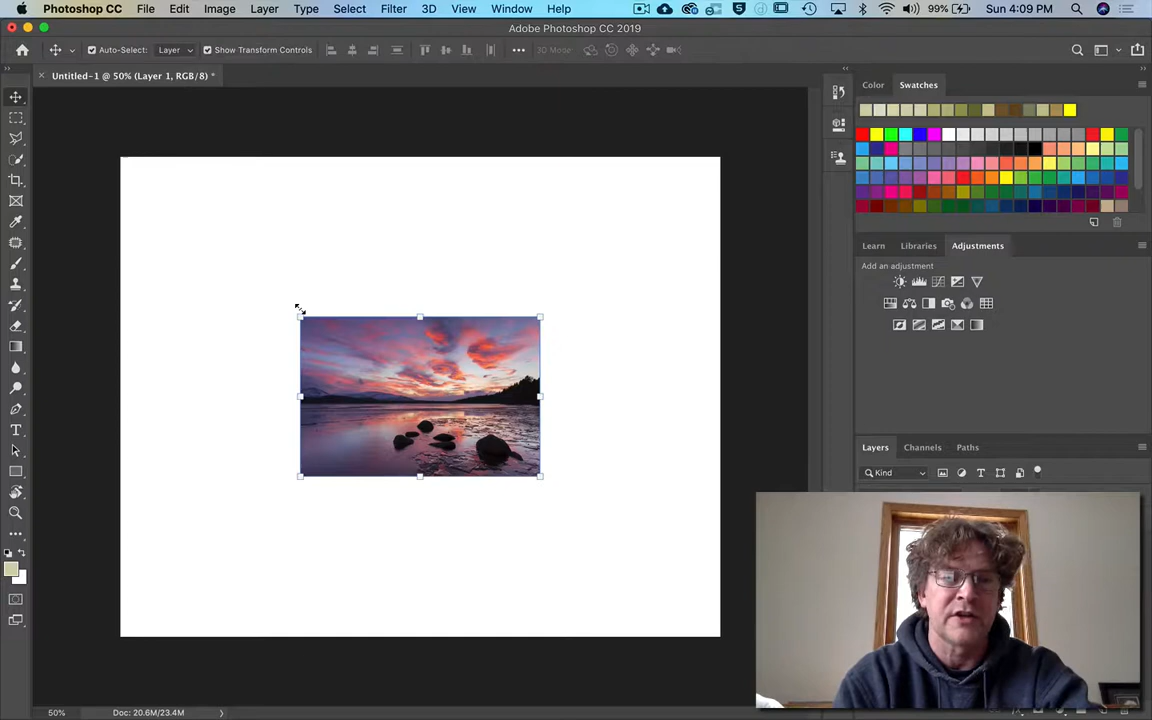 Photoshop CC File Edit Image Layer Type Select Filter 3D View Window Help 99% Sun 4:09 PM
Adobe Photoshop CC 2019
Auto-Select: Layer Show Transform Controls 3D Mode:
Untitled-1 @ 50% (Layer 1, RGB/8) *
Color Swatches
Learn Libraries Adjustments
Add an adjustment
Layers Channels Paths
Kind
50% Doc: 20.6M/23.4M